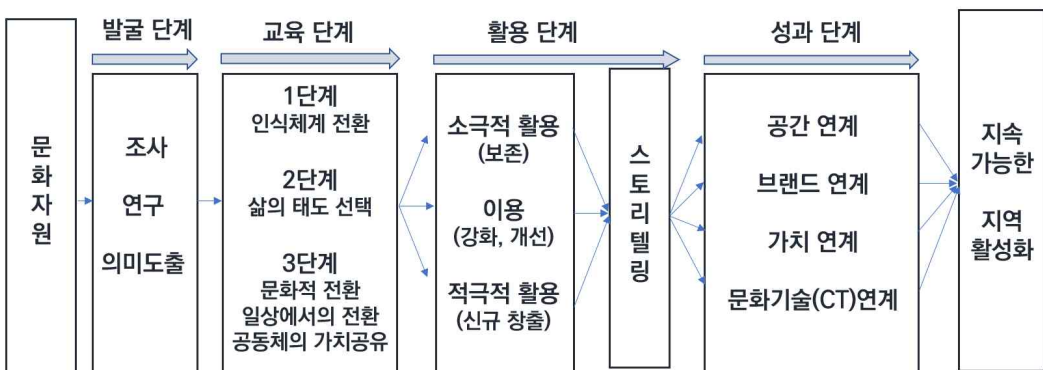 문화자원
발굴 단계
조사
연구
의미도출
교육 단계
1단계
인식체계 전환
2단계
삶의 태도 선택
3단계
문화적 전환
일상에서의 전환
공동체의 가치공유
활용 단계
소극적 활용
(보존)
이용
(강화, 개선)
적극적 활용
(신규 창출)
스토리텔링
성과 단계
공간 연계
브랜드 연계
가치 연계
문화기술(CT)연계
지속
가능한
지역
활성화